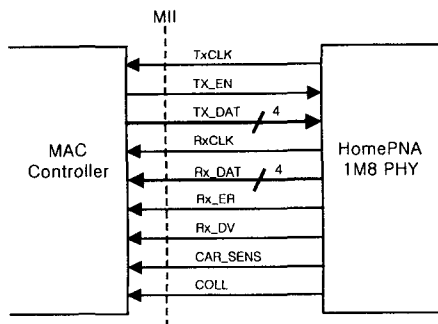 MII
TxCLK
TX_EN
TX_DAT 4
RxCLK
MAC
Controller
Rx_DAT 4
HomePNA
1M8 PHY
Rx_ER
Rx_DV
CAR_SENS
COLL